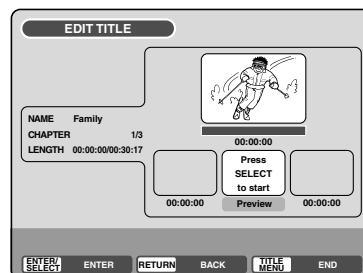 EDIT TITLE
NAME Family
CHAPTER 1/3
LENGTH 00:00:00/00:30:17
00:00:00
Press
SELECT
to start
00:00:00 Preview 00:00:00
ENTER/
SELECT ENTER RETURN BACK TITLE
MENU END